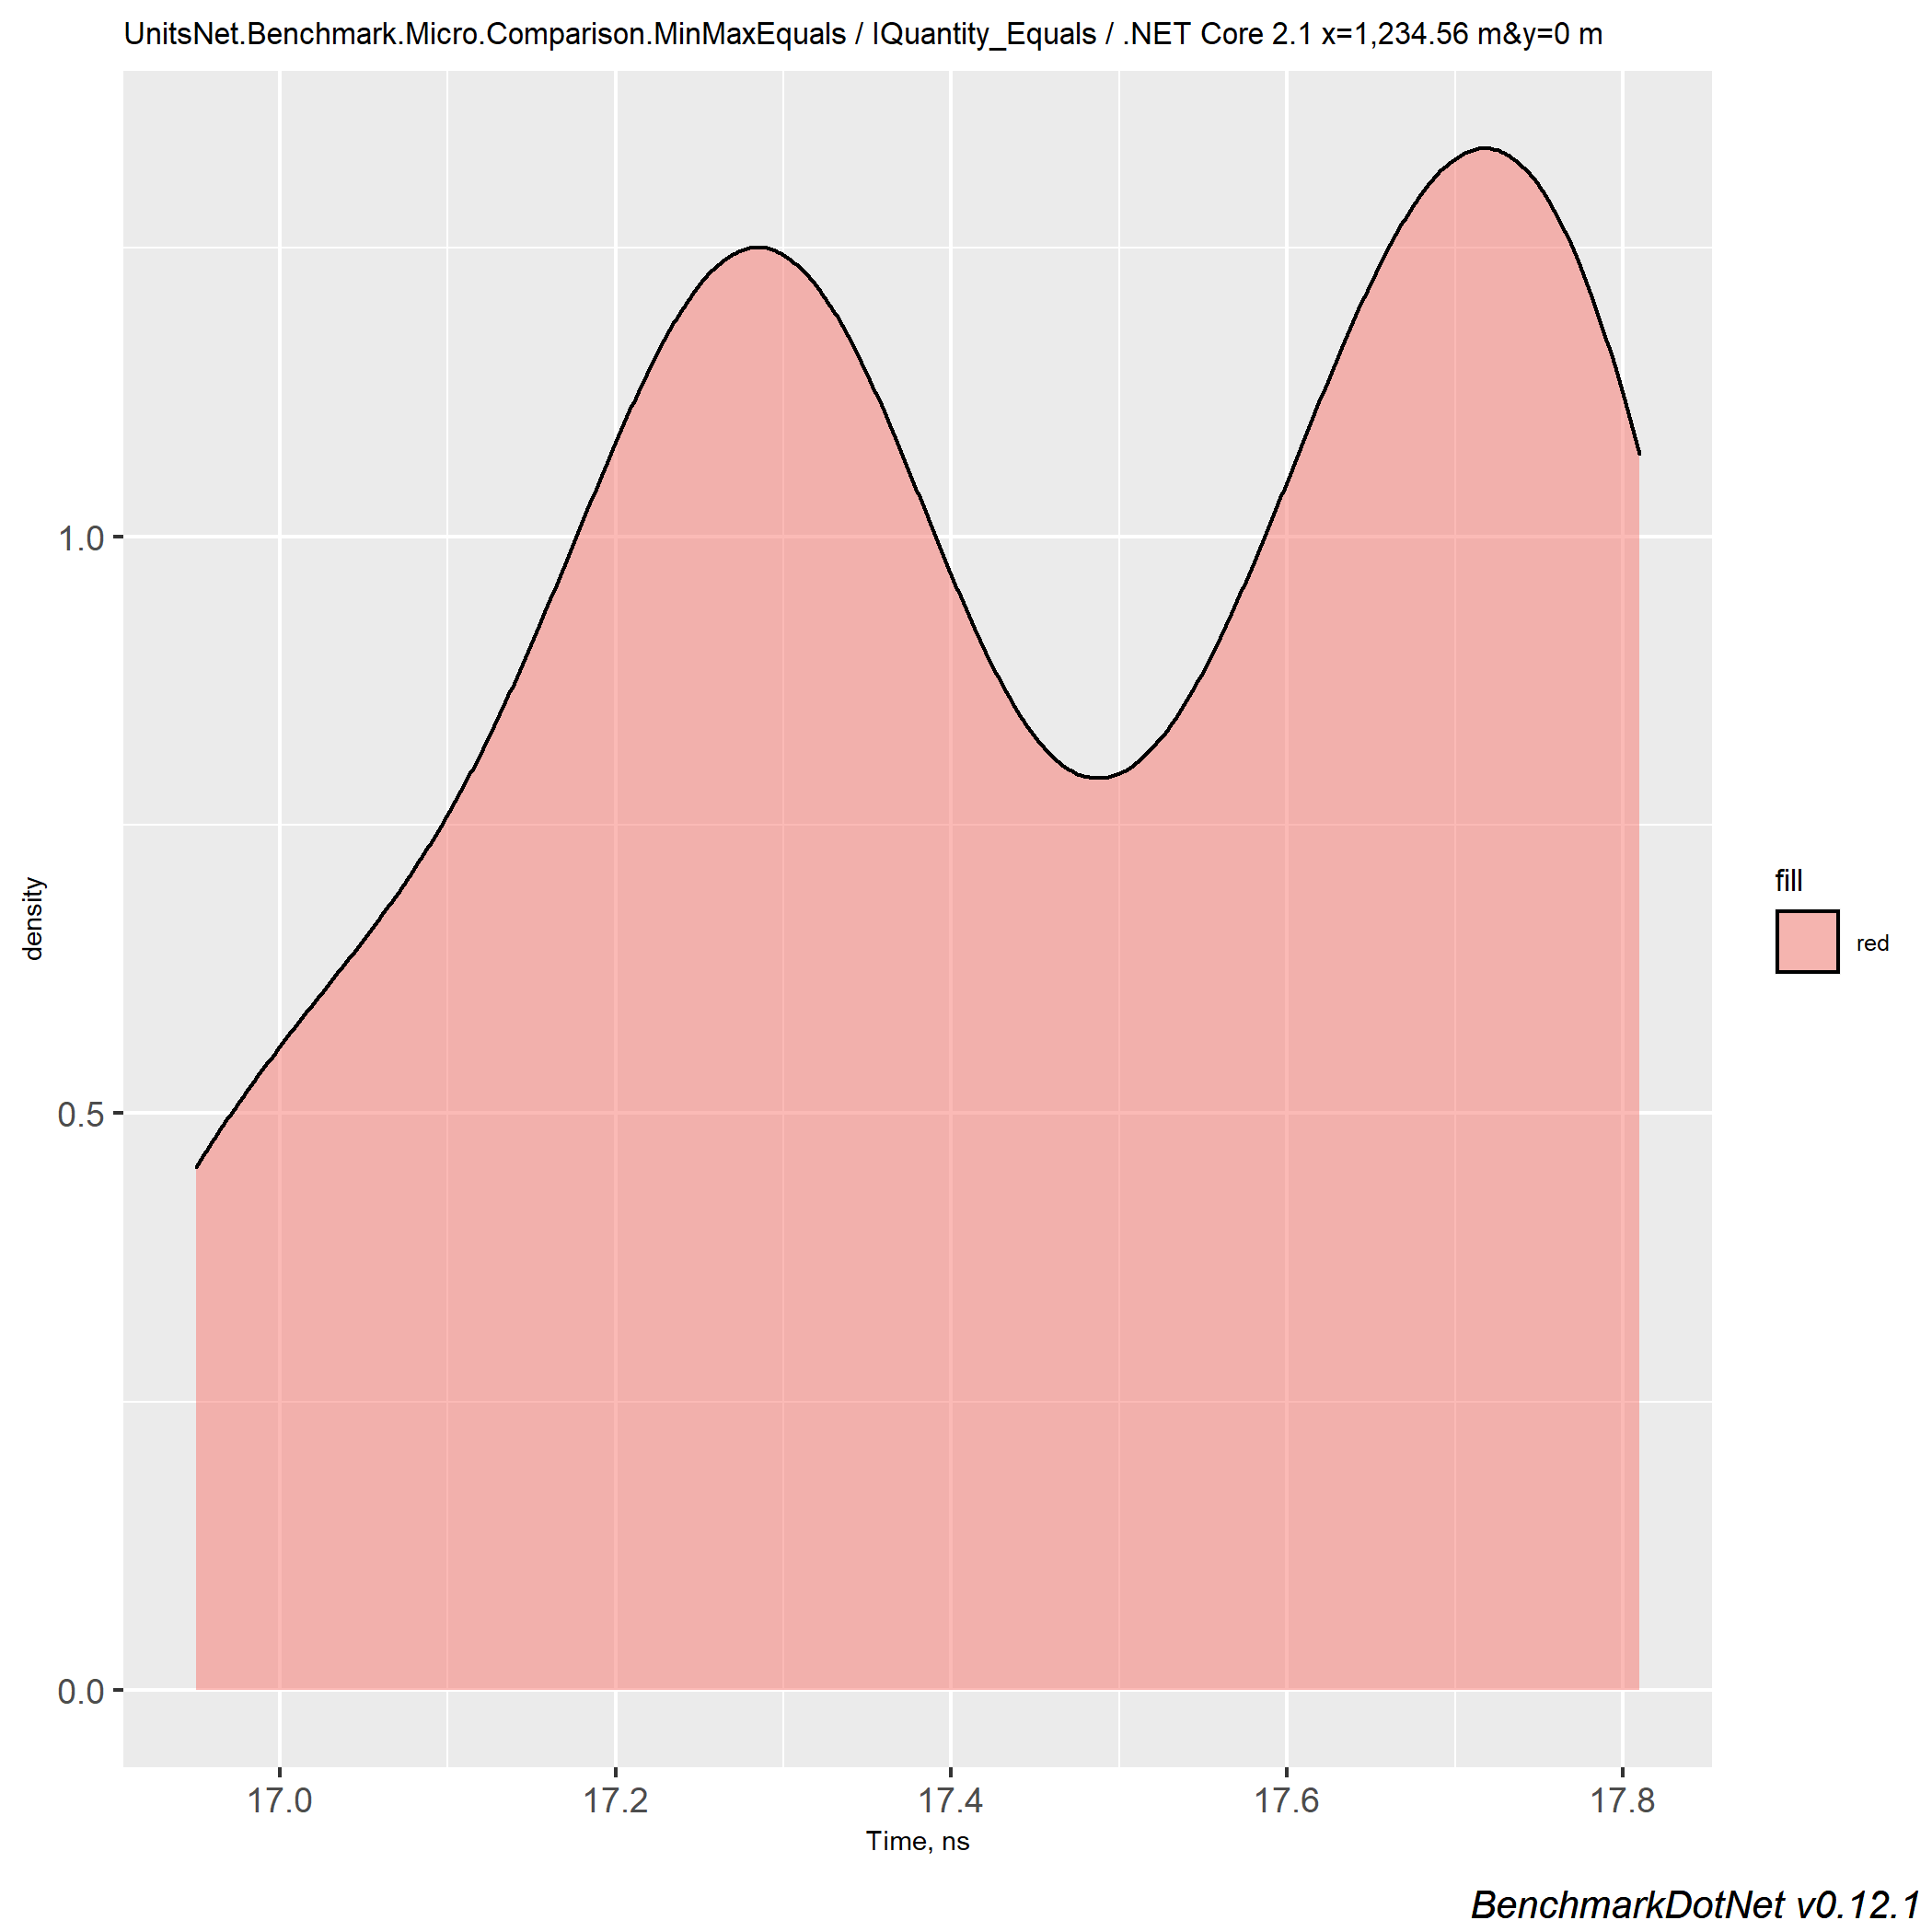 UnitsNet.Benchmark.Micro.Comparison.MinMaxEquals / IQuantity_Equals / .NET Core 2.1 x=1,234.56 m&y=0 m
1.0
0.5
0.0
density
17.0 17.2 17.4 17.6 17.8
Time, ns
fill
red
BenchmarkDotNet v0.12.1